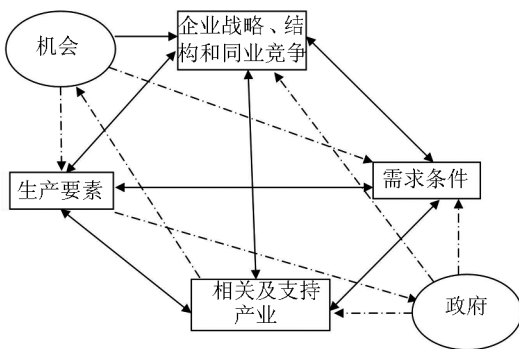 机会
企业战略、结
构和同业竞争
生产要素
需求条件
相关及支持
产业
政府